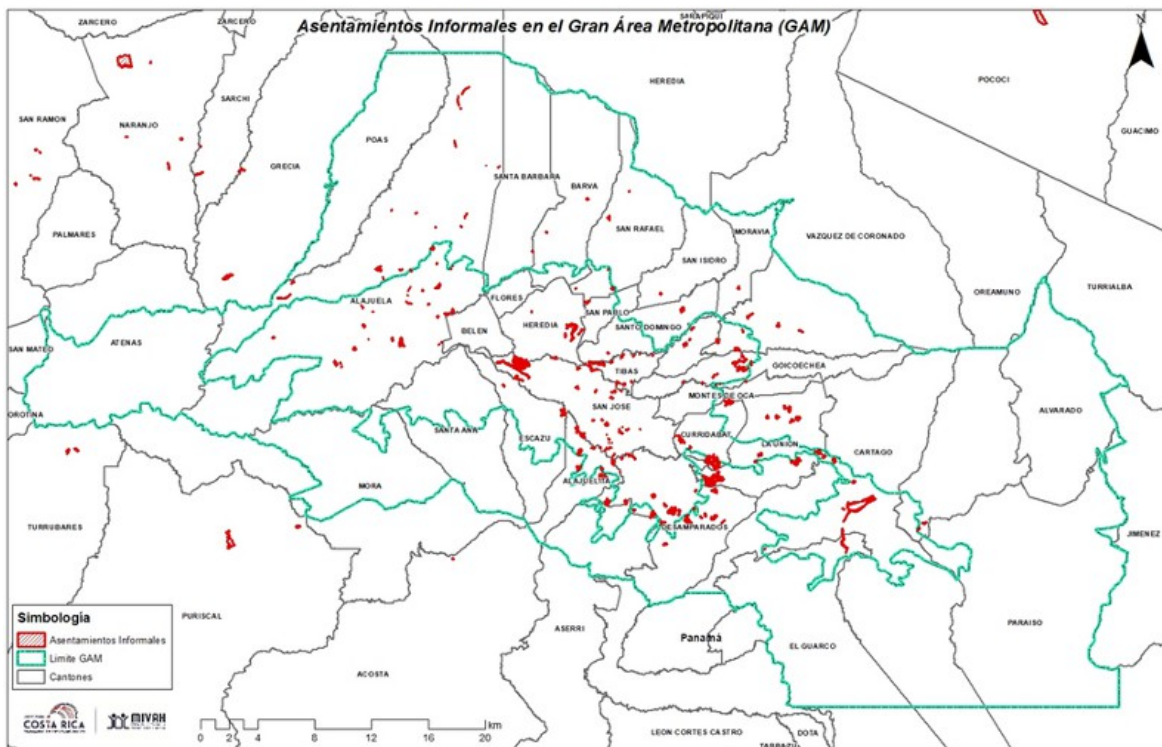 Asentamientos Informales en el Gran Área Metropolitana (GAM)
ZARCERO
ZARCERO
SARAPIQUI
HEREDIA
POCOCI
SARCHI
SAN RAMON
NARANJO
GUACIMO
POAS
GRECIA
SANTA BARBARA
BARVA
PALMARES
SAN RAFAEL
MORAVIA
VAZQUEZ DE CORONADO
SAN ISIDRO
OREAMUNO
TURRIALBA
ALAJUELA
FLORES
SAN PABLO
HEREDIA
SANTO DOMINGO
BELEN
ATENAS
SAN MATEO
TIBAS
GOICOECHEA
MONTES DE OCA
OROTINA
SAN JOSE
ALVARADO
SANTA ANA
ESCAZU
CURRIDABAT
LA UNION
CARTAGO
ALAJUELITA
MORA
TURRUBARES
DESAMPARADOS
JIMENEZ
PURISCAL
ASERRI
PARAISO
Panamá
EL GUARCO
ACOSTA
LEON CORTES CASTRO
DOTA
TARRAZU
Simbología
Asentamientos Informales
Limite GAM
Cantones
COSTA RICA
MIVAH
0 2 4 8 12 16 20
km